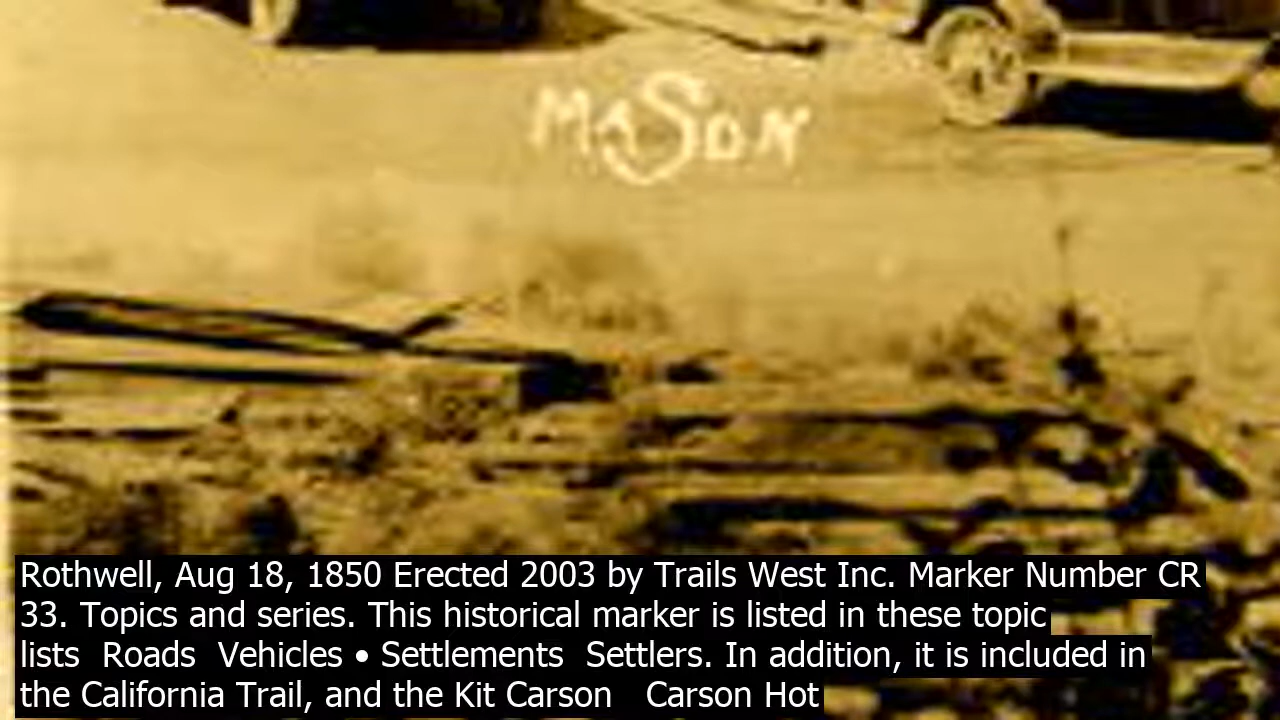 MASON
Rothwell, Aug 18, 1850 Erected 2003 by Trails West Inc. Marker Number CR
33. Topics and series. This historical marker is listed in these topic
lists  Roads  Vehicles • Settlements  Settlers. In addition, it is included in
the California Trail, and the Kit Carson   Carson Hot